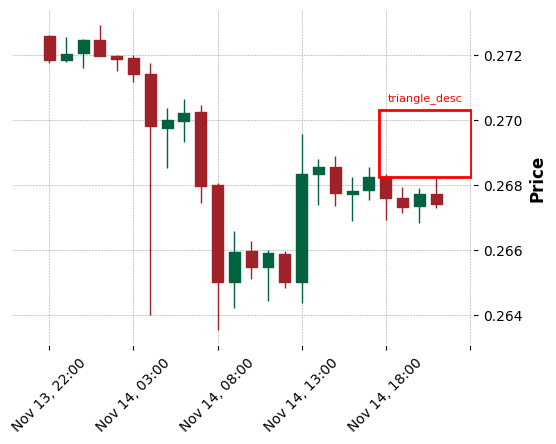 triangle_desc
0.272
0.270
0.268
0.266
0.264
Price
Nov 13, 22:00
Nov 14, 03:00
Nov 14, 08:00
Nov 14, 13:00
Nov 14, 18:00